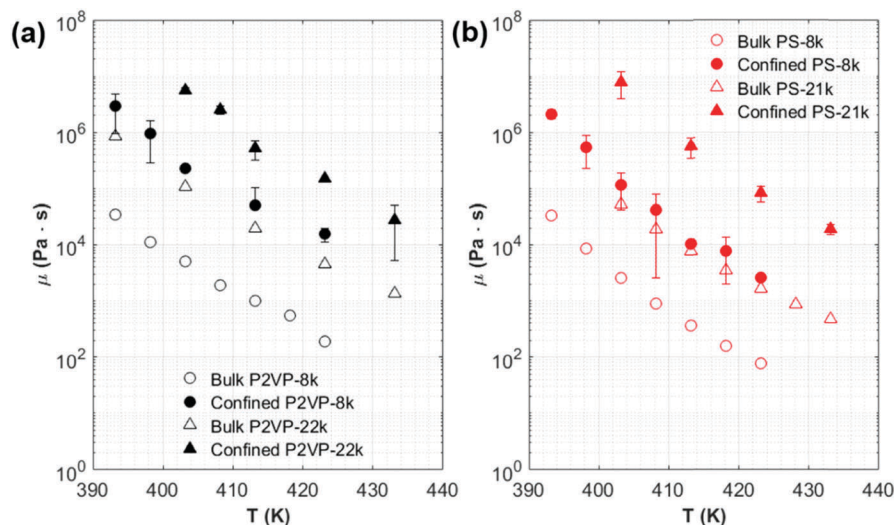 (a)
10^8
10^6
10^4
10^2
10^0
μ (Pa · s)
Bulk P2VP-8k
Confined P2VP-8k
Bulk P2VP-22k
Confined P2VP-22k
390 400 410 420 430 440
T (K)
(b)
10^8
10^6
10^4
10^2
10^0
μ (Pa · s)
Bulk PS-8k
Confined PS-8k
Bulk PS-21k
Confined PS-21k
390 400 410 420 430 440
T (K)